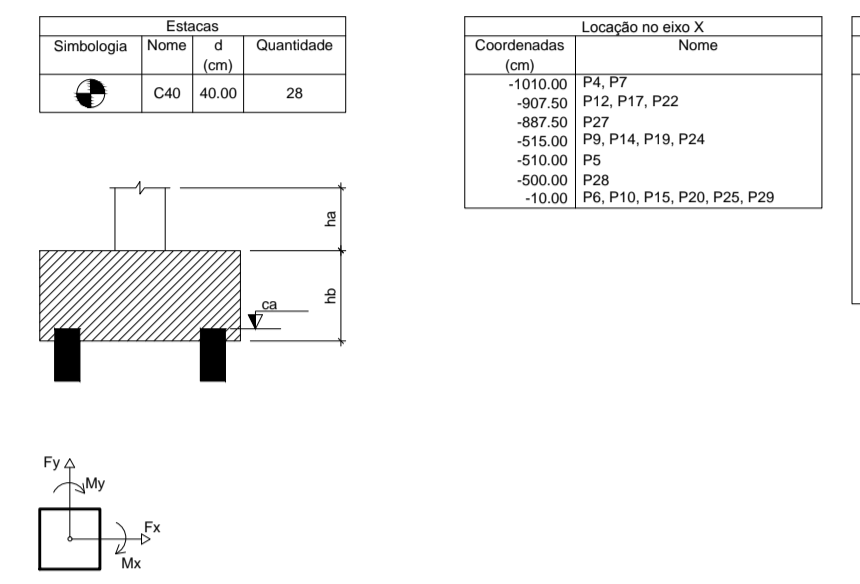 Estacas
Simbologia Nome d Quantidade
(cm)
C40 40.00 28
Locação no eixo X
Coordenadas Nome
(cm)
-1010.00 P4, P7
-907.50 P12, P17, P22
-887.50 P27
-515.00 P9, P14, P19, P24
-510.00 P5
-500.00 P28
-10.00 P6, P10, P15, P20, P25, P29
ha
hb
ca
Fy
My
Fx
Mx